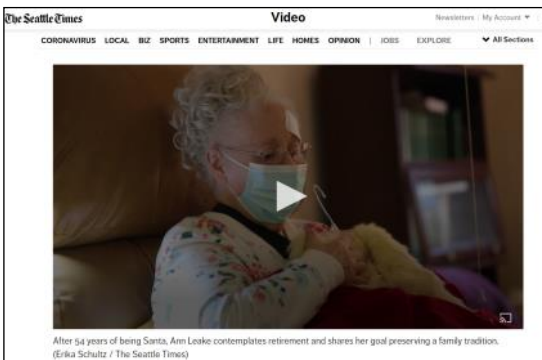 The Seattle Times
Video
Newsletters | My Account
CORONAVIRUS LOCAL BIZ SPORTS ENTERTAINMENT LIFE HOMES OPINION | JOBS EXPLORE All Sections
After 54 years of being Santa, Ann Leake contemplates retirement and shares her goal preserving a family tradition.
(Erika Schultz / The Seattle Times)